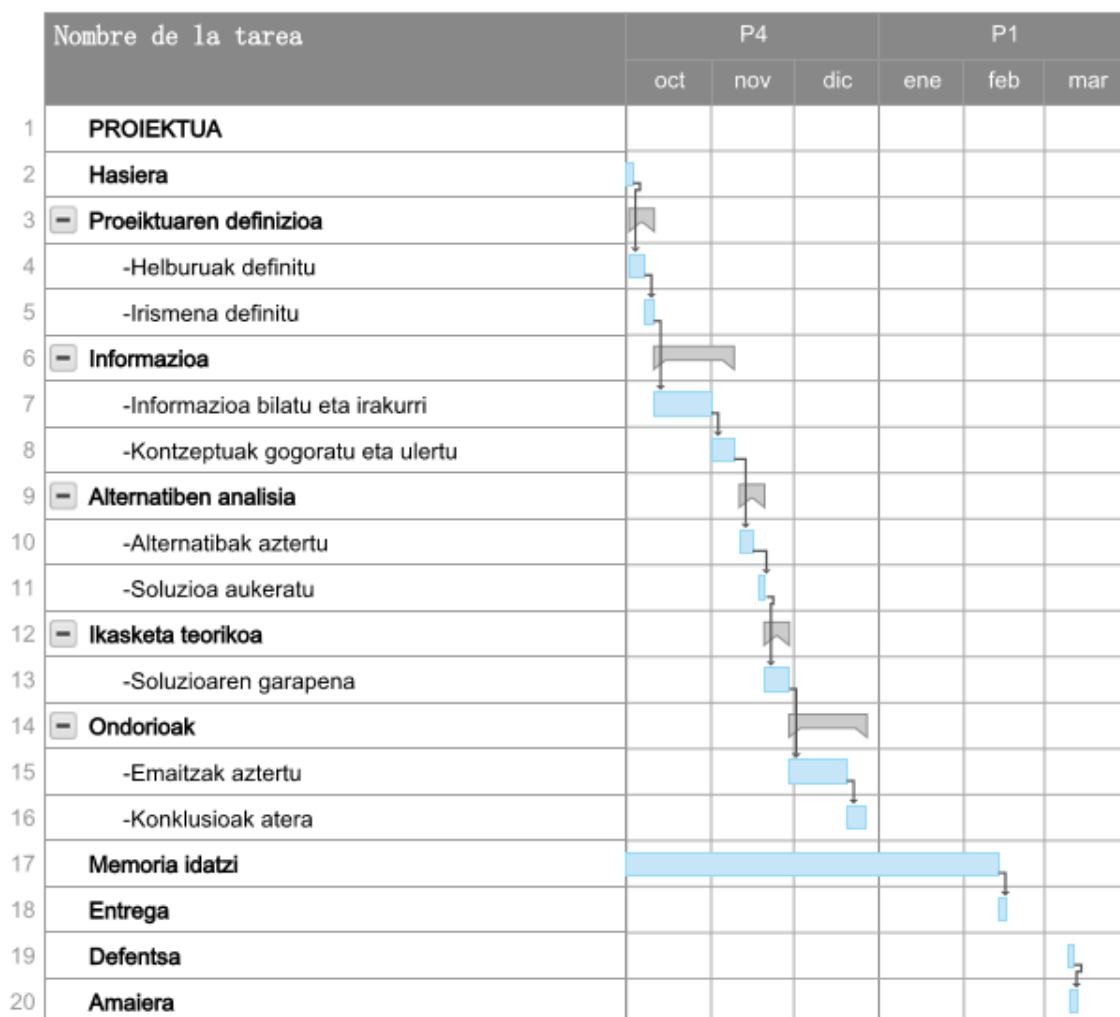 Nombre de la tarea
P4 P1
oct nov dic ene feb mar
1 PROIEKTUA
2 Hasiera
3 Proeiktuaren definizioa
4 -Helburuak definitu
5 -Irismena definitu
6 Informazioa
7 -Informazioa bilatu eta irakurri
8 -Kontzeptuak gogoratu eta ulertu
9 Alternatiben analisia
10 -Alternatibak aztertu
11 -Soluzioa aukeratu
12 Ikasketa teorikoa
13 -Soluzioaren garapena
14 Ondorioak
15 -Emaitzak aztertu
16 -Konklusioak atera
17 Memoria idatzi
18 Entrega
19 Defentsa
20 Amaiera